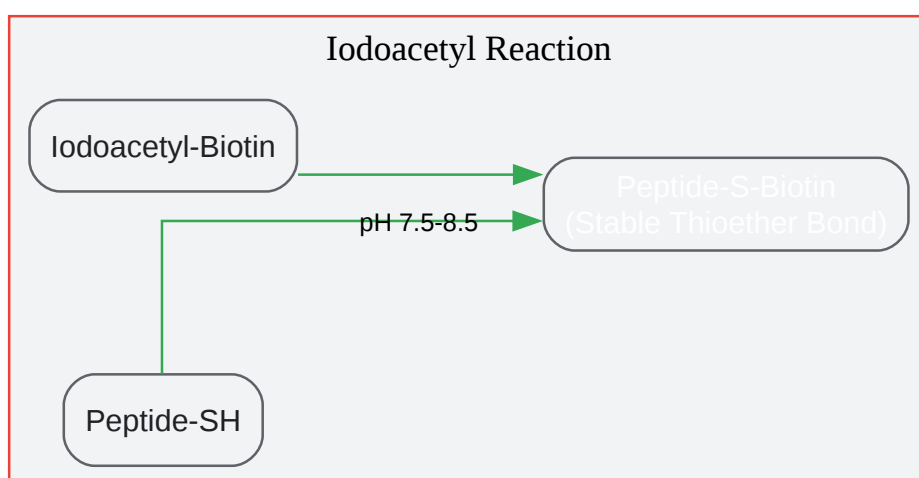 Iodoacetyl Reaction
Iodoacetyl-Biotin
Peptide-S-Biotin
(Stable Thioether Bond)
pH 7.5-8.5
Peptide-SH